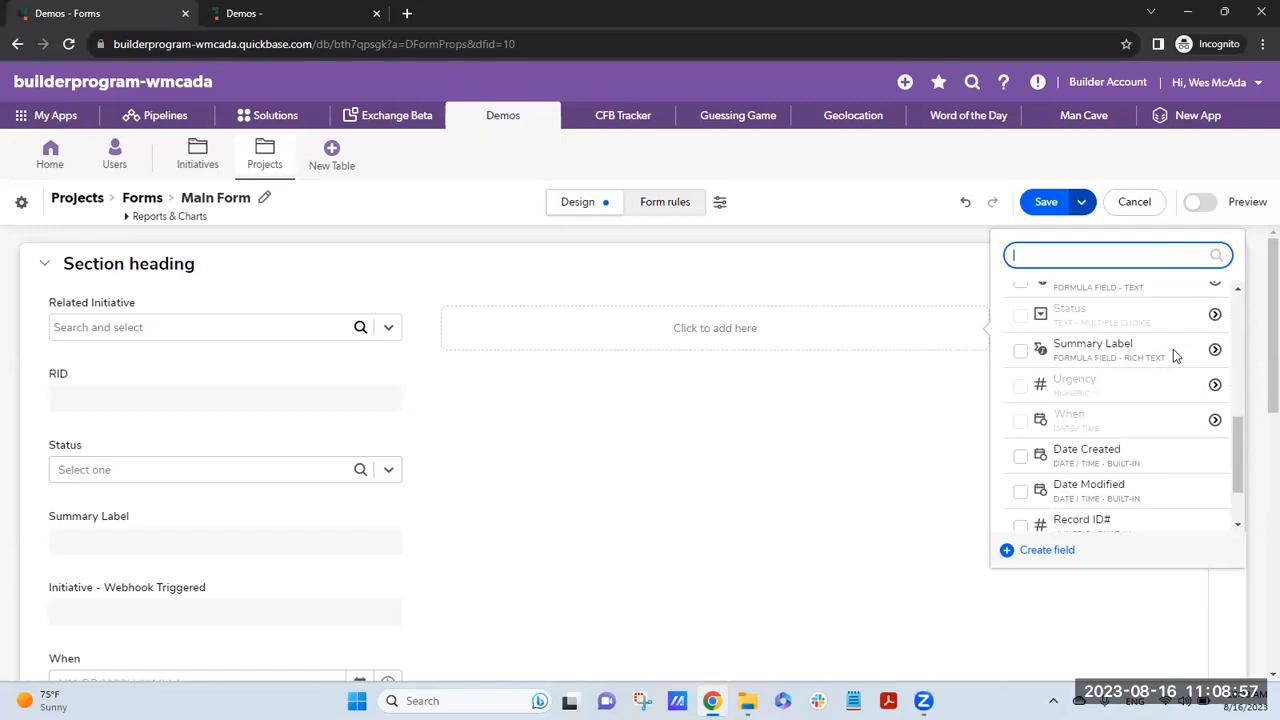 Demos - Forms
Demos -
builderprogram-wmcada.quickbase.com/db/bth7qpsgk?a=DFormProps&dfid=10
Incognito
builderprogram-wmcada
Builder Account
Hi, Wes McAda
My Apps
Pipelines
Solutions
Exchange Beta
Demos
CFB Tracker
Guessing Game
Geolocation
Word of the Day
Man Cave
New App
Home
Users
Initiatives
Projects
New Table
Projects > Forms > Main Form
Reports & Charts
Design
Form rules
Save
Cancel
Preview
Section heading
Related Initiative
Search and select
Click to add here
RID
Status
Select one
Summary Label
Initiative - Webhook Triggered
When
FORMULA FIELD - TEXT
Status
TEXT - MULTIPLE CHOICE
Summary Label
FORMULA FIELD - RICH TEXT
Urgency
NUMERIC
When
DATE / TIME
Date Created
DATE / TIME - BUILT-IN
Date Modified
DATE / TIME - BUILT-IN
Record ID#
Create field
75°F
Sunny
Search
ENG
2023-08-16 11:08:57
8/16/2023